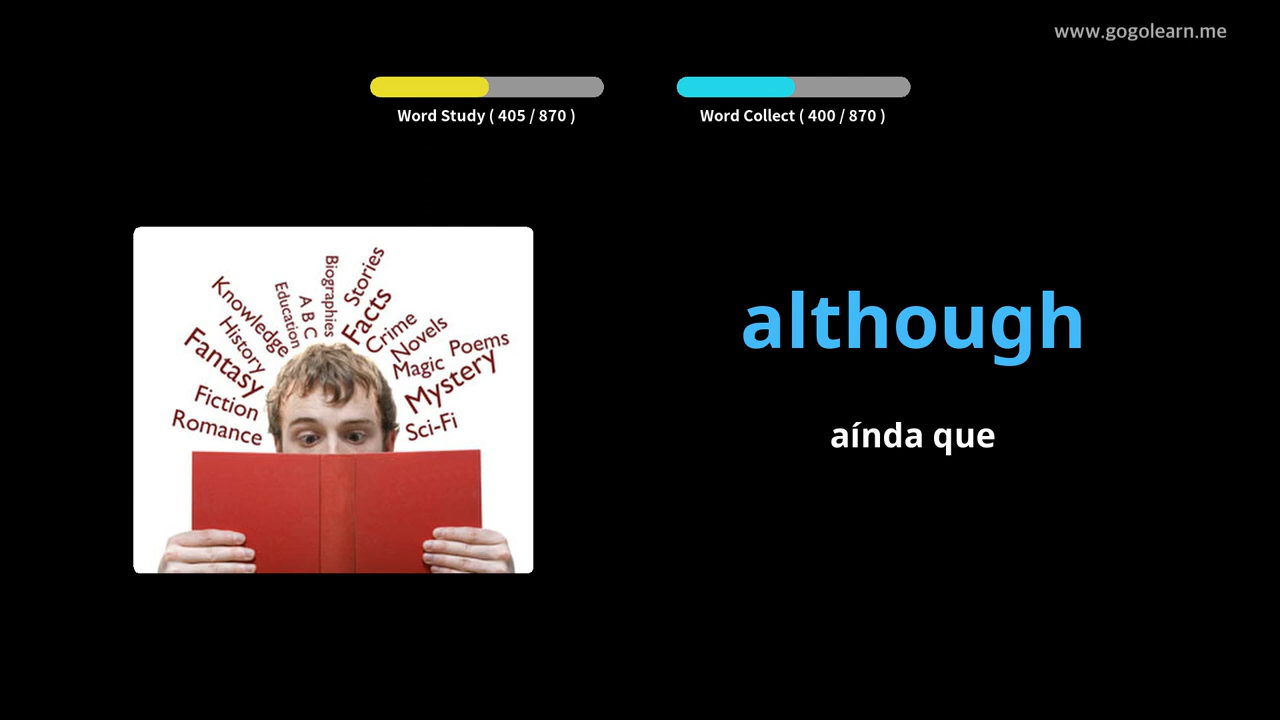 www.gogolearn.me
Word Study ( 405 / 870 )
Word Collect ( 400 / 870 )
Biographies
Stories
Education
A B C
Facts
Knowledge
Crime
History
Novels
Fantasy
Magic
Poems
Mystery
Fiction
Romance
Sci-Fi
although
aínda que